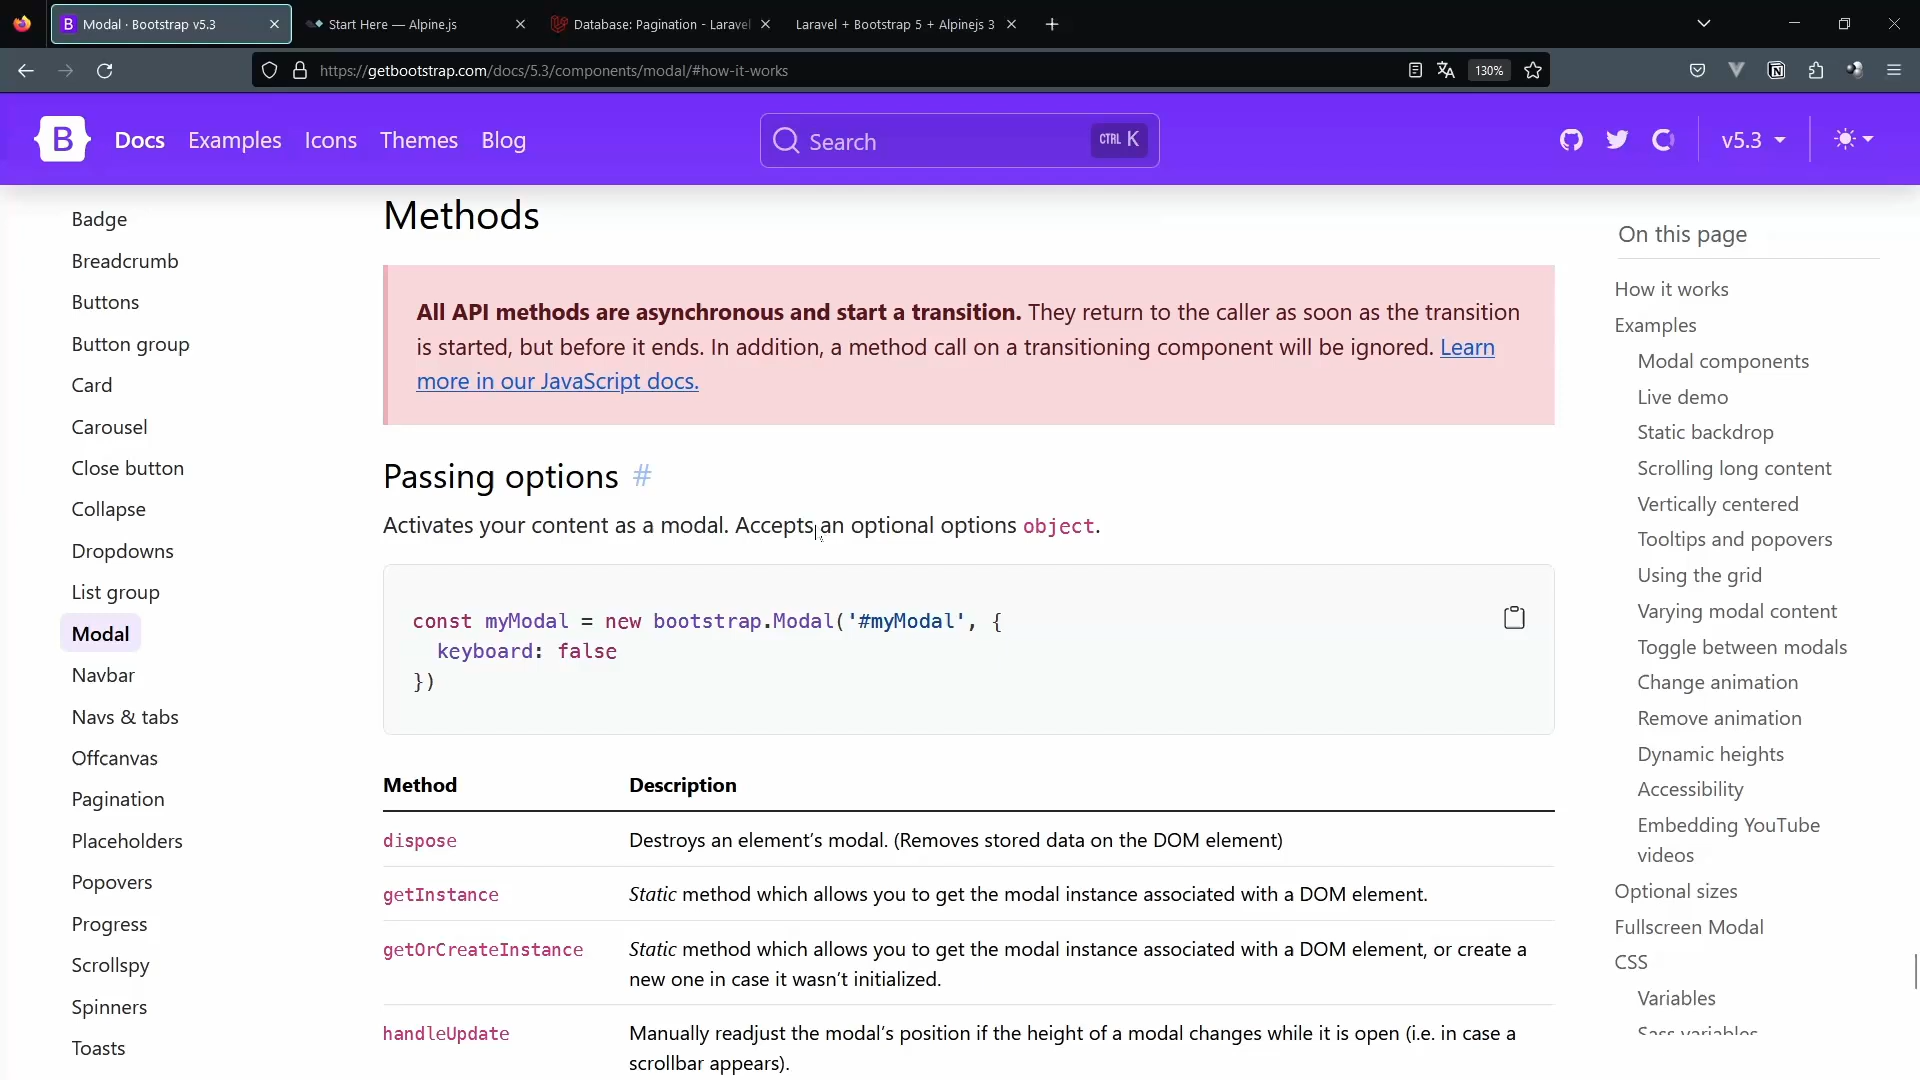 Modal · Bootstrap v5.3
Start Here — Alpine.js
Database: Pagination - Laravel
Laravel + Bootstrap 5 + Alpinejs 3
https://getbootstrap.com/docs/5.3/components/modal/#how-it-works
130%
B
Docs
Examples
Icons
Themes
Blog
Search
CTRL K
v5.3
Badge
Breadcrumb
Buttons
Button group
Card
Carousel
Close button
Collapse
Dropdowns
List group
Modal
Navbar
Navs & tabs
Offcanvas
Pagination
Placeholders
Popovers
Progress
Scrollspy
Spinners
Toasts
Methods
All API methods are asynchronous and start a transition. They return to the caller as soon as the transition
is started, but before it ends. In addition, a method call on a transitioning component will be ignored. Learn
more in our JavaScript docs.
Passing options #
Activates your content as a modal. Accepts an optional options object.
const myModal = new bootstrap.Modal('#myModal', {
keyboard: false
})
Method Description
dispose Destroys an element’s modal. (Removes stored data on the DOM element)
getInstance Static method which allows you to get the modal instance associated with a DOM element.
getOrCreateInstance Static method which allows you to get the modal instance associated with a DOM element, or create a
new one in case it wasn’t initialized.
handleUpdate Manually readjust the modal’s position if the height of a modal changes while it is open (i.e. in case a
scrollbar appears).
On this page
How it works
Examples
Modal components
Live demo
Static backdrop
Scrolling long content
Vertically centered
Tooltips and popovers
Using the grid
Varying modal content
Toggle between modals
Change animation
Remove animation
Dynamic heights
Accessibility
Embedding YouTube
videos
Optional sizes
Fullscreen Modal
CSS
Variables
Sass variables